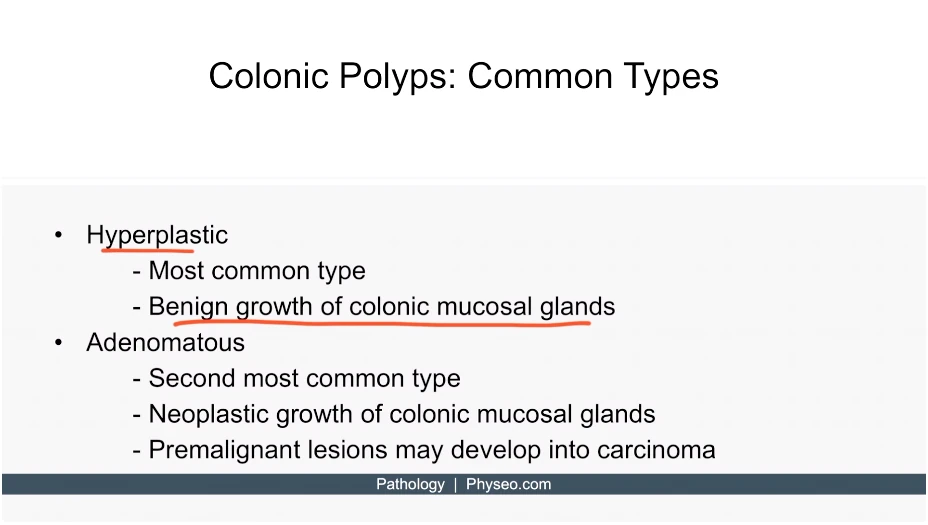 Colonic Polyps: Common Types
• Hyperplastic
- Most common type
- Benign growth of colonic mucosal glands
• Adenomatous
- Second most common type
- Neoplastic growth of colonic mucosal glands
- Premalignant lesions may develop into carcinoma
Pathology | Physeo.com